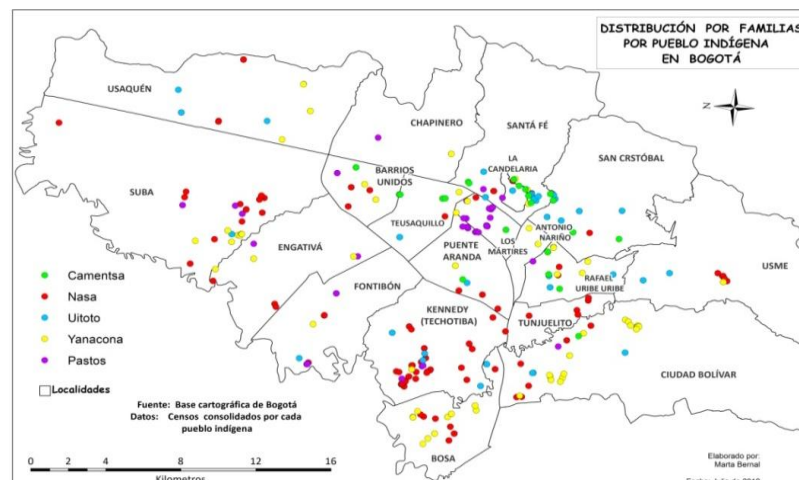 DISTRIBUCIÓN POR FAMILIAS
POR PUEBLO INDÍGENA
EN BOGOTÁ
N
USAQUÉN
CHAPINERO
SANTÁ FÉ
LA
CANDELARIA
SAN CRSTÓBAL
BARRIOS
UNIDOS
SUBA
TEUSAQUILLO
ANTONIO
NARIÑO
ENGATIVÁ
PUENTE
ARANDA
LOS
MÁRTIRES
USME
RAFAEL
URIBE URIBE
FONTIBÓN
KENNEDY
(TECHOTIBA)
TUNJUELITO
CIUDAD BOLÍVAR
BOSA
Camentsa
Nasa
Uitoto
Yanacona
Pastos
Localidades
Fuente: Base cartográfica de Bogotá
Datos: Censos consolidados por cada
pueblo indígena
0 2 4 8 12 16
Kilometros
Elaborado por:
Marta Bernal